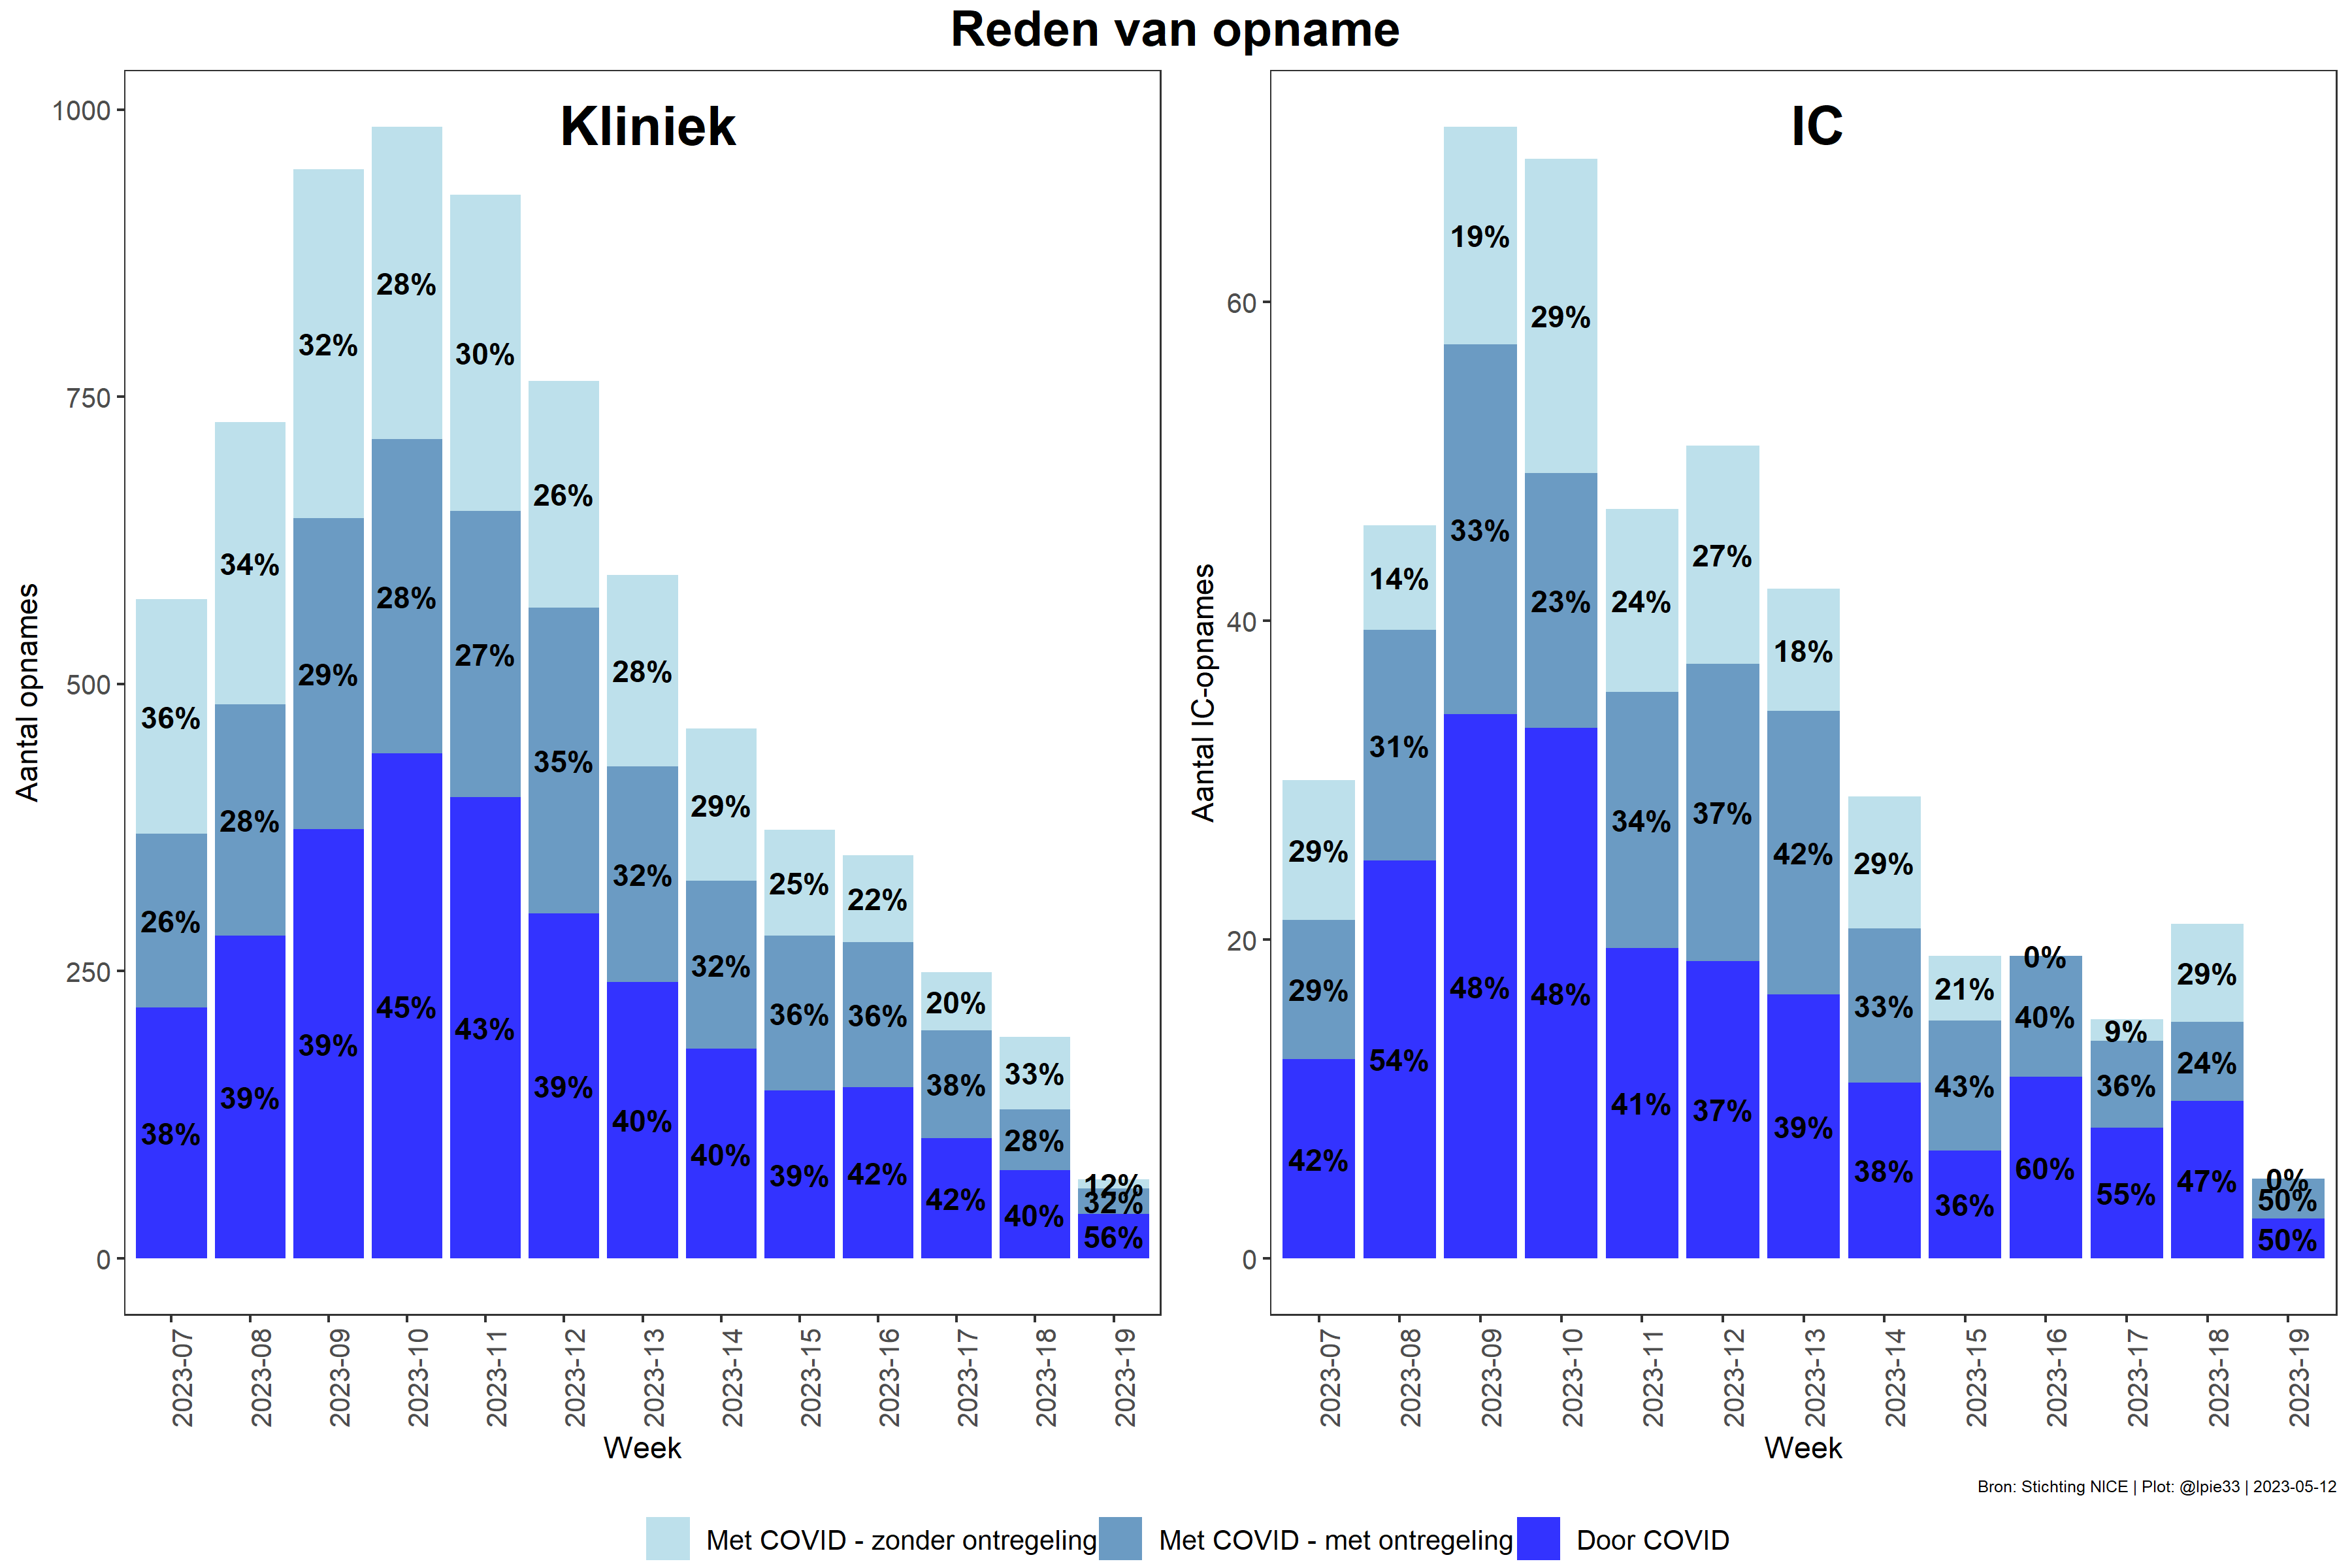 Reden van opname
Kliniek
Aantal opnames
1000
750
500
250
0
36% 26% 38%
34% 28% 39%
32% 29% 39%
28% 28% 45%
30% 27% 43%
26% 35% 39%
28% 32% 40%
29% 32% 40%
25% 36% 39%
22% 36% 42%
20% 38% 42%
33% 28% 40%
12% 32% 56%
2023-07 2023-08 2023-09 2023-10 2023-11 2023-12 2023-13 2023-14 2023-15 2023-16 2023-17 2023-18 2023-19
Week
IC
Aantal IC-opnames
60
40
20
0
29% 29% 42%
14% 31% 54%
19% 33% 48%
29% 23% 48%
24% 34% 41%
27% 37% 37%
18% 42% 39%
29% 33% 38%
21% 43% 36%
0% 40% 60%
9% 36% 55%
29% 24% 47%
0% 50% 50%
2023-07 2023-08 2023-09 2023-10 2023-11 2023-12 2023-13 2023-14 2023-15 2023-16 2023-17 2023-18 2023-19
Week
Bron: Stichting NICE | Plot: @lpie33 | 2023-05-12
Met COVID - zonder ontregeling Met COVID - met ontregeling Door COVID